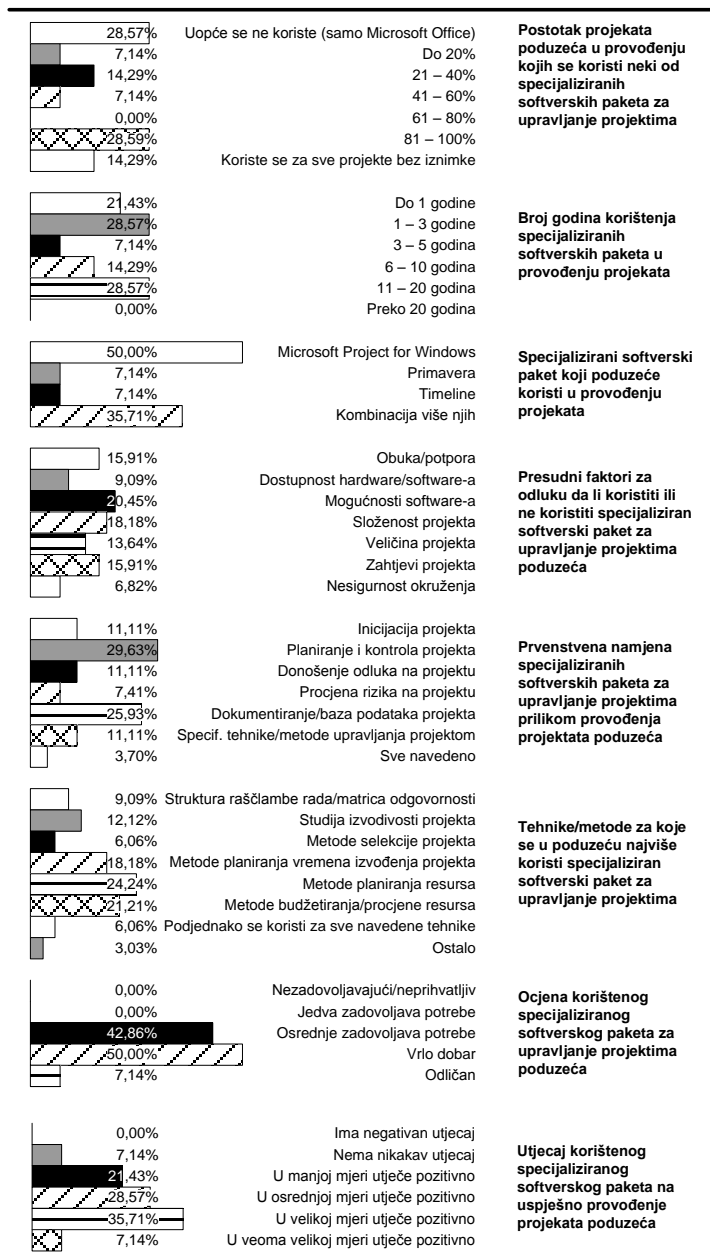 28,57% Uopće se ne koriste (samo Microsoft Office)
7,14% Do 20%
14,29% 21 – 40%
7,14% 41 – 60%
0,00% 61 – 80%
28,59% 81 – 100%
14,29% Koriste se za sve projekte bez iznimke
Postotak projekata
poduzeća u provođenju
kojih se koristi neki od
specijaliziranih
softverskih paketa za
upravljanje projektima
21,43% Do 1 godine
28,57% 1 – 3 godine
7,14% 3 – 5 godina
14,29% 6 – 10 godina
28,57% 11 – 20 godina
0,00% Preko 20 godina
Broj godina korištenja
specijaliziranih
softverskih paketa u
provođenju projekata
50,00% Microsoft Project for Windows
7,14% Primavera
7,14% Timeline
35,71% Kombinacija više njih
Specijalizirani softverski
paket koji poduzeće
koristi u provođenju
projekata
15,91% Obuka/potpora
9,09% Dostupnost hardware/software-a
20,45% Mogućnosti software-a
18,18% Složenost projekta
13,64% Veličina projekta
15,91% Zahtjevi projekta
6,82% Nesigurnost okruženja
Presudni faktori za
odluku da li koristiti ili
ne koristiti specijaliziran
softverski paket za
upravljanje projektima
poduzeća
11,11% Inicijacija projekta
29,63% Planiranje i kontrola projekta
11,11% Donošenje odluka na projektu
7,41% Procjena rizika na projektu
25,93% Dokumentiranje/baza podataka projekta
11,11% Specif. tehnike/metode upravljanja projektom
3,70% Sve navedeno
Prvenstvena namjena
specijaliziranih
softverskih paketa za
upravljanje projektima
prilikom provođenja
projektata poduzeća
9,09% Struktura raščlambe rada/matrica odgovornosti
12,12% Studija izvodivosti projekta
6,06% Metode selekcije projekta
18,18% Metode planiranja vremena izvođenja projekta
24,24% Metode planiranja resursa
21,21% Metode budžetiranja/procjene resursa
6,06% Podjednako se koristi za sve navedene tehnike
3,03% Ostalo
Tehnike/metode za koje
se u poduzeću najviše
koristi specijaliziran
softverski paket za
upravljanje projektima
0,00% Nezadovoljavajući/neprihvatljiv
0,00% Jedva zadovoljava potrebe
42,86% Osrednje zadovoljava potrebe
50,00% Vrlo dobar
7,14% Odličan
Ocjena korištenog
specijaliziranog
softverskog paketa za
upravljanje projektima
poduzeća
0,00% Ima negativan utjecaj
7,14% Nema nikakav utjecaj
21,43% U manjoj mjeri utječe pozitivno
28,57% U osrednjoj mjeri utječe pozitivno
35,71% U velikoj mjeri utječe pozitivno
7,14% U veoma velikoj mjeri utječe pozitivno
Utjecaj korištenog
specijaliziranog
softverskog paketa na
uspješno provođenje
projekata poduzeća